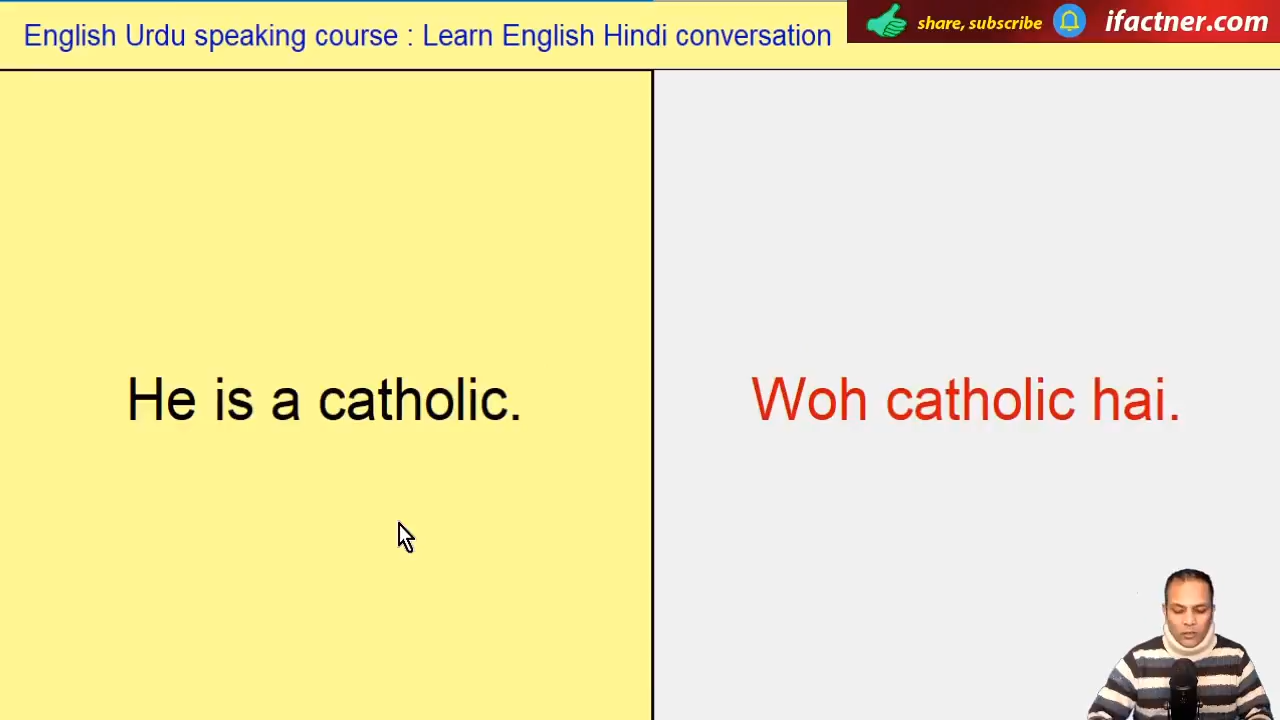 English Urdu speaking course : Learn English Hindi conversation
share, subscribe
ifactner.com
He is a catholic.
Woh catholic hai.